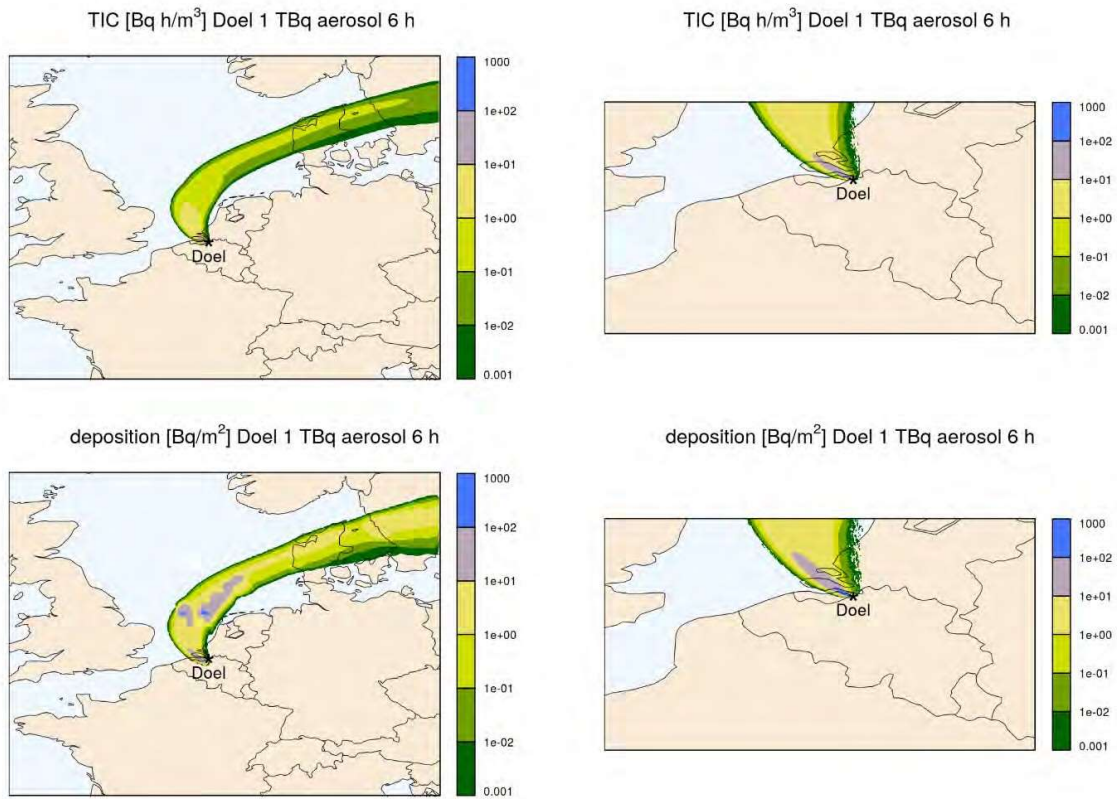 TIC [Bq h/m³] Doel 1 TBq aerosol 6 h
1000
1e+02
1e+01
1e+00
1e-01
1e-02
0.001
Doel
TIC [Bq h/m³] Doel 1 TBq aerosol 6 h
1000
1e+02
1e+01
1e+00
1e-01
1e-02
0.001
Doel
deposition [Bq/m²] Doel 1 TBq aerosol 6 h
1000
1e+02
1e+01
1e+00
1e-01
1e-02
0.001
Doel
deposition [Bq/m²] Doel 1 TBq aerosol 6 h
1000
1e+02
1e+01
1e+00
1e-01
1e-02
0.001
Doel